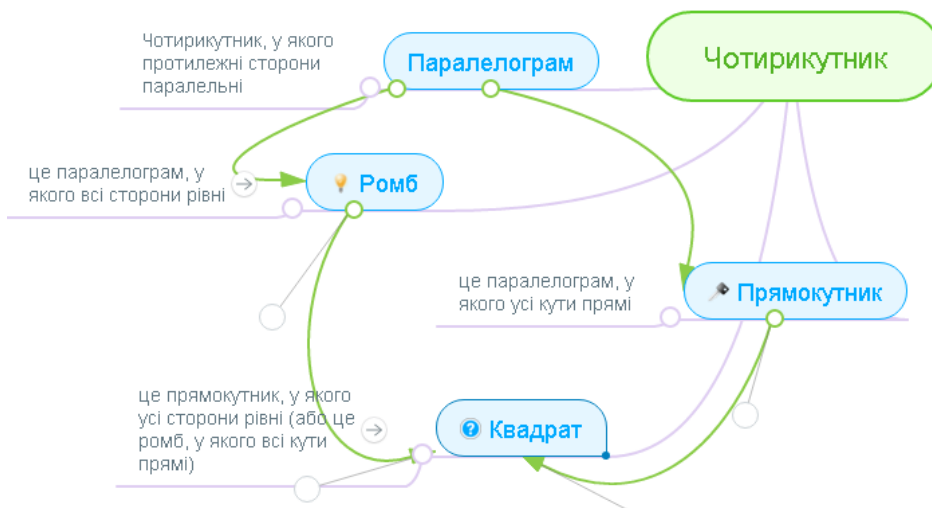 Чотирикутник
Чотирикутник, у якого
протилежні сторони
паралельні
Паралелограм
це паралелограм, у
якого всі сторони рівні
Ромб
це паралелограм, у
якого усі кути прямі
Прямокутник
це прямокутник, у якого
усі сторони рівні (або це
ромб, у якого всі кути
прямі)
Квадрат